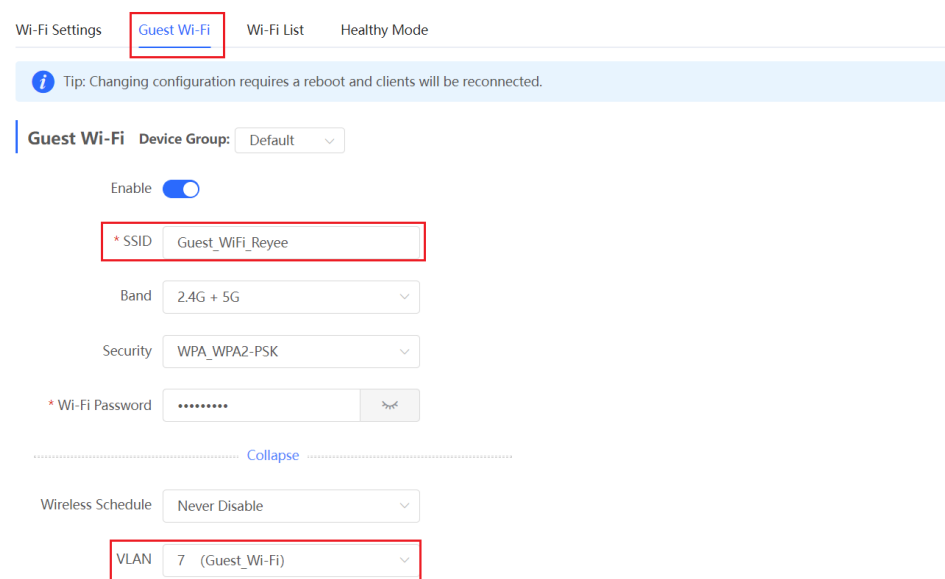 Wi-Fi Settings Guest Wi-Fi Wi-Fi List Healthy Mode
i Tip: Changing configuration requires a reboot and clients will be reconnected.
Guest Wi-Fi Device Group: Default
Enable
* SSID Guest_WiFi_Reyee
Band 2.4G + 5G
Security WPA_WPA2-PSK
* Wi-Fi Password •••••••••
Collapse
Wireless Schedule Never Disable
VLAN 7 (Guest_Wi-Fi)